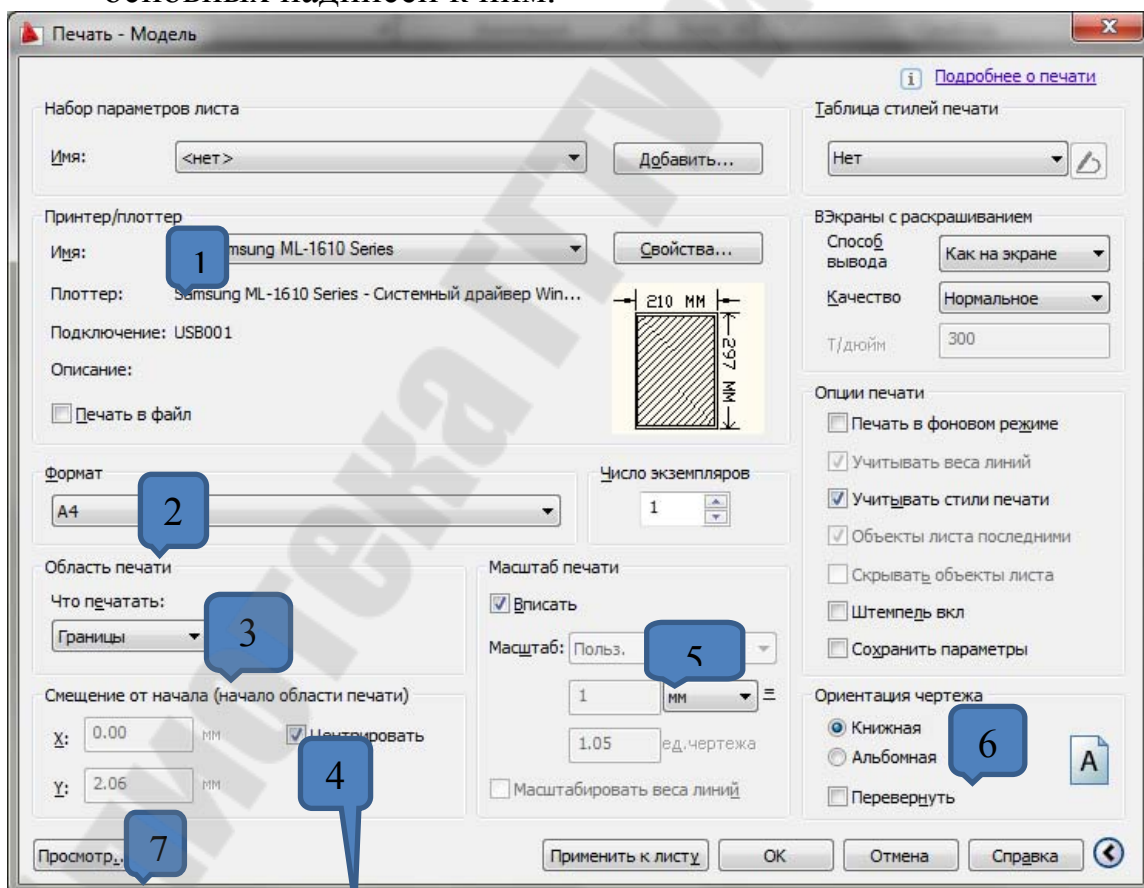 основных надписей к ним.
Печать - Модель
Подробнее о печати
Набор параметров листа
Имя: <нет> Добавить...
Таблица стилей печати
Нет
Принтер/плоттер
Имя: msung ML-1610 Series Свойства...
1
Плоттер: Samsung ML-1610 Series - Системный драйвер Win...
Подключение: USB001
Описание:
Печать в файл
210 MM
297 MM
ВЭкраны с раскрашиванием
Способ вывода Как на экране
Качество Нормальное
Т/дюйм 300
Формат
A4
2
Число экземпляров
1
Опции печати
Печать в фоновом режиме
Учитывать веса линий
Учитывать стили печати
Объекты листа последними
Скрывать объекты листа
Штемпель вкл
Сохранить параметры
Область печати
Что печатать:
Границы
3
Масштаб печати
Вписать
Масштаб: Польз.
5
1 мм =
1.05 ед.чертежа
Масштабировать веса линий
Смещение от начала (начало области печати)
X: 0.00 мм Центрировать
Y: 2.06 мм
4
Ориентация чертежа
Книжная
Альбомная
Перевернуть
6
A
Просмотр...
7
Применить к листу OK Отмена Справка